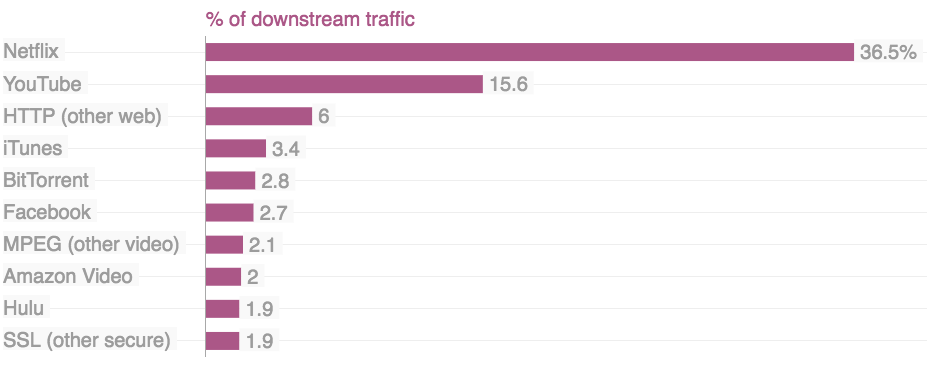 % of downstream traffic
Netflix 36.5%
YouTube 15.6
HTTP (other web) 6
iTunes 3.4
BitTorrent 2.8
Facebook 2.7
MPEG (other video) 2.1
Amazon Video 2
Hulu 1.9
SSL (other secure) 1.9